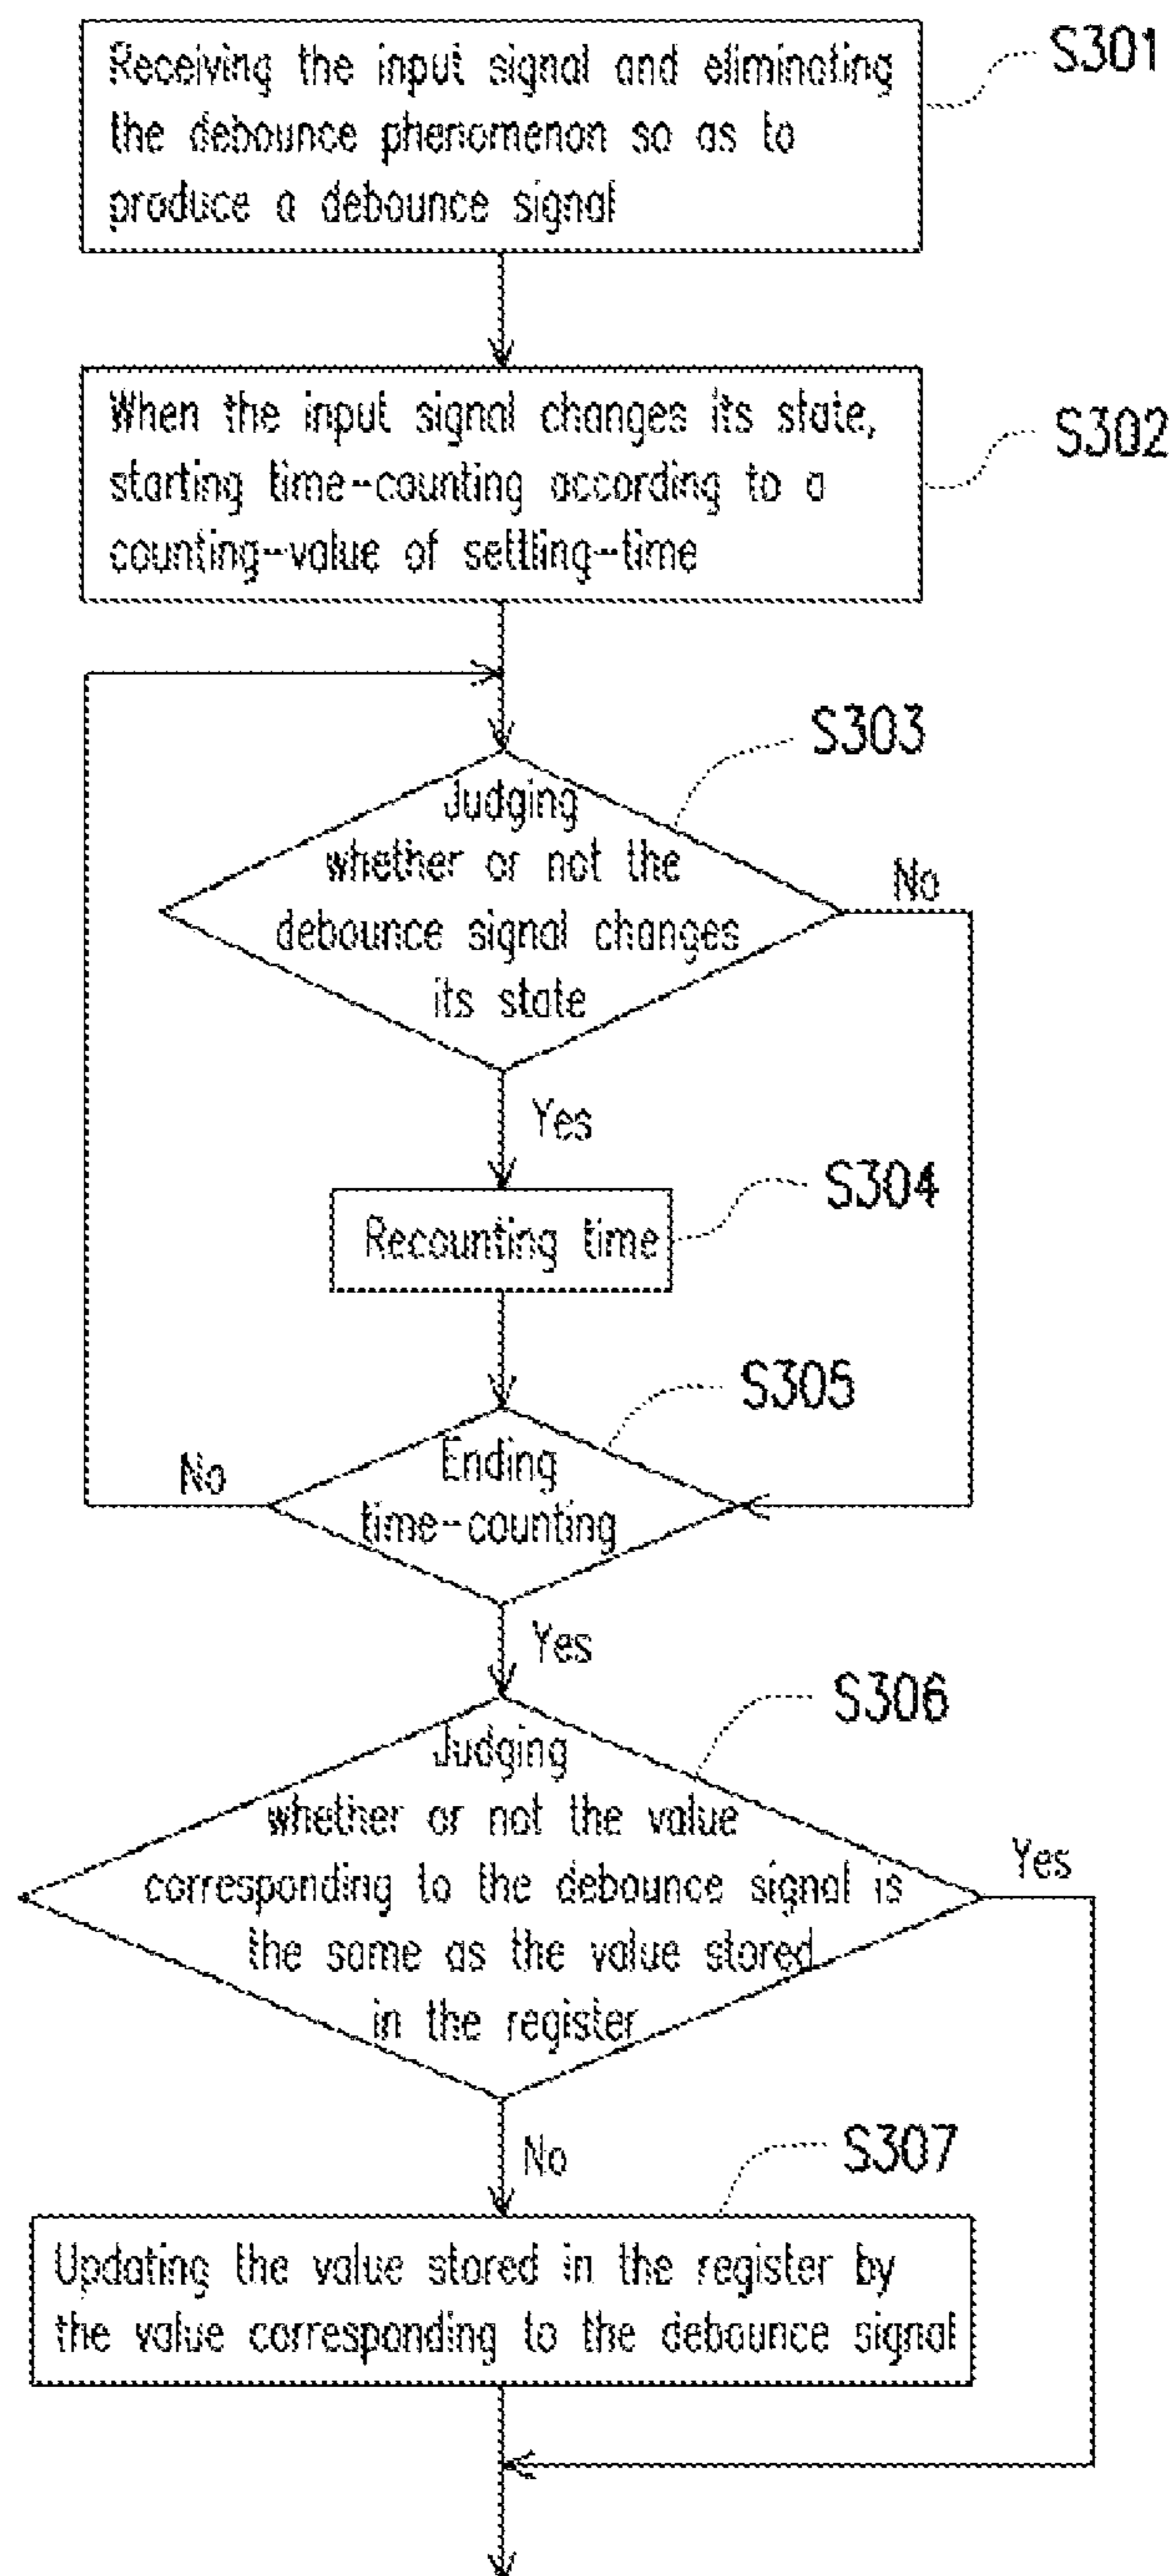 Receiving the input signal and eliminating
the debounce phenomenon so as to
produce a debounce signal
S301
When the input signal changes its state,
starting time-counting according to a
counting-value of settling-time
S302
S303
Judging
whether or not the
debounce signal changes
its state
No
Yes
S304
Recounting time
S305
Ending
time-counting
No
Yes
S306
Judging
whether or not the value
corresponding to the debounce signal is
the same as the value stored
in the register
Yes
No
S307
Updating the value stored in the register by
the value corresponding to the debounce signal